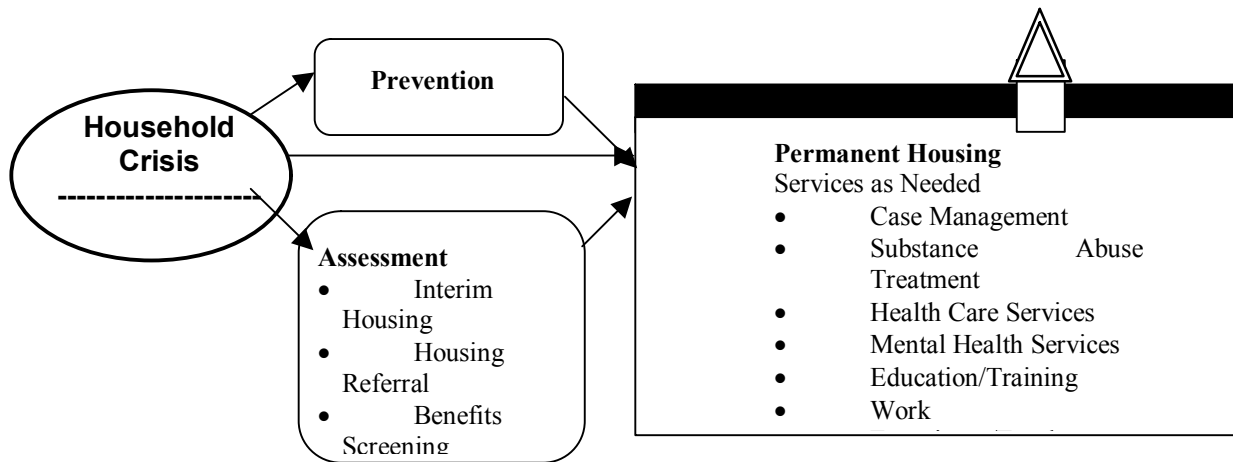 Household
Crisis
Prevention
Assessment
• Interim
Housing
• Housing
Referral
• Benefits
Screening
Permanent Housing
Services as Needed
• Case Management
• Substance Abuse
Treatment
• Health Care Services
• Mental Health Services
• Education/Training
• Work